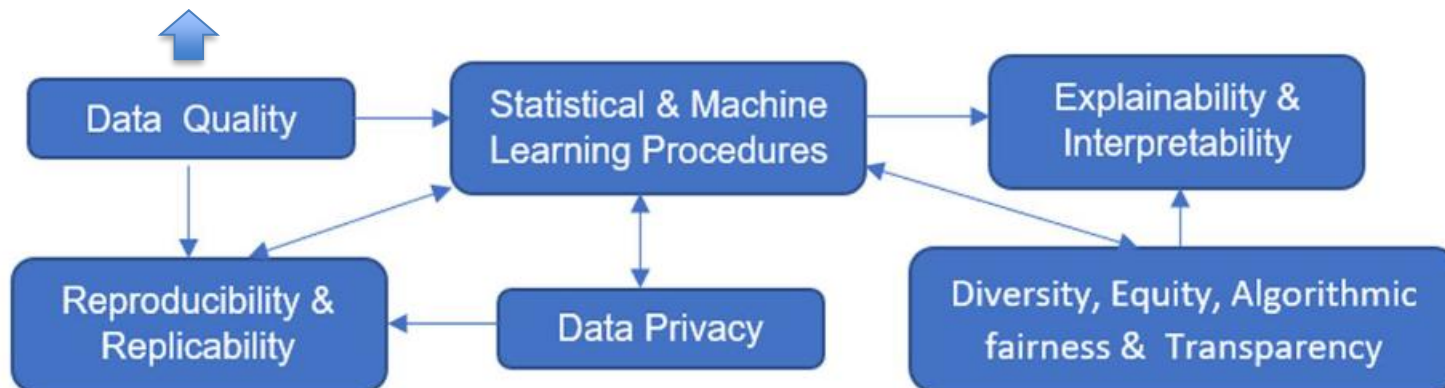 Data Quality
Statistical & Machine
Learning Procedures
Explainability &
Interpretability
Reproducibility &
Replicability
Data Privacy
Diversity, Equity, Algorithmic
fairness & Transparency